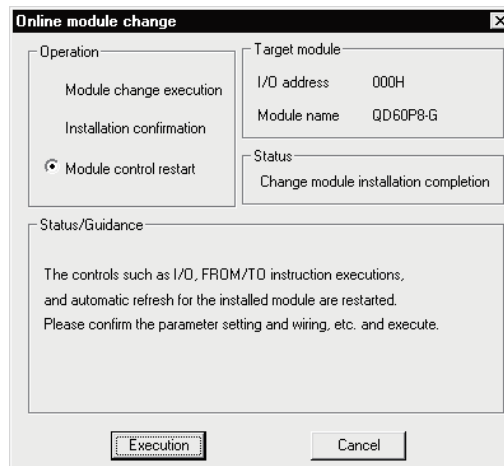 Online module change
Operation
Module change execution
Installation confirmation
Module control restart
Target module
I/O address 000H
Module name QD60P8-G
Status
Change module installation completion
Status/Guidance
The controls such as I/O, FROM/TO instruction executions,
and automatic refresh for the installed module are restarted.
Please confirm the parameter setting and wiring, etc. and execute.
Execution
Cancel